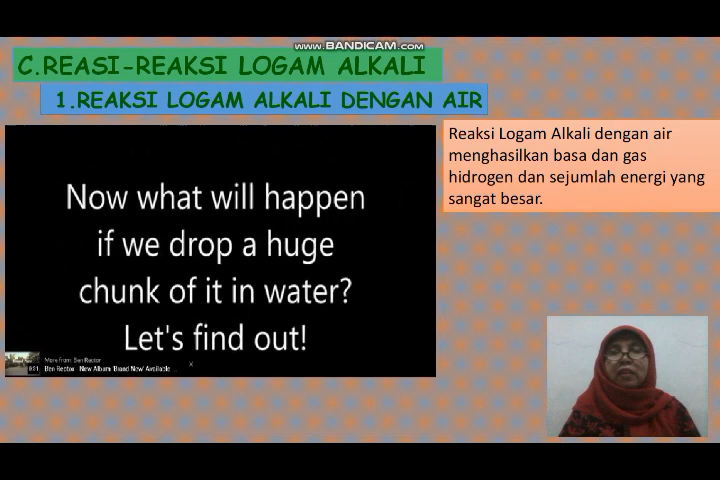 WWW.BANDICAM.COM
C.REASI-REAKSI LOGAM ALKALI
1.REAKSI LOGAM ALKALI DENGAN AIR
Now what will happen
if we drop a huge
chunk of it in water?
Let's find out!
More from: Ben Rector
Ben Rector - New Album 'Brand New' Available ...
Reaksi Logam Alkali dengan air
menghasilkan basa dan gas
hidrogen dan sejumlah energi yang
sangat besar.